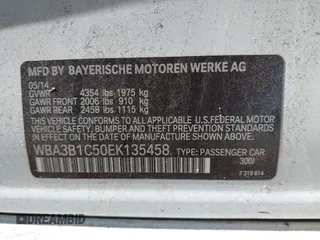 MFD BY BAYERISCHE MOTOREN WERKE AG
05/14
GVWR 4354 lbs 1975 kg
GAWR FRONT 2006 lbs 910 kg
GAWR REAR 2458 lbs 1115 kg
THIS VEHICLE CONFORMS TO ALL APPLICABLE
U.S. FEDERAL MOTOR VEHICLE SAFETY, BUMPER,
AND THEFT PREVENTION STANDARDS IN EFFECT ON
THE DATE OF MANUFACTURE SHOWN ABOVE.
WBA3B1C50EK135458 TYPE: PASSENGER CAR
300I
7 319 614
DREAMBID